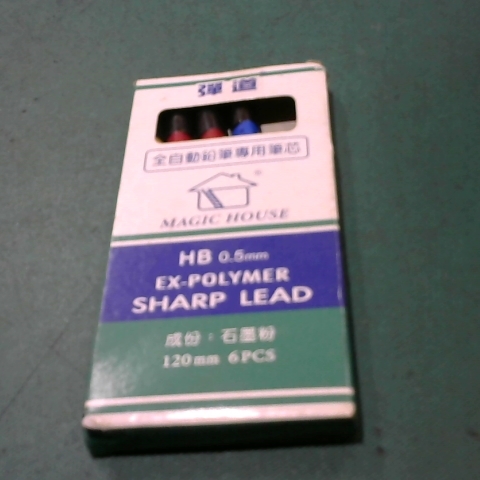 彈道
全自動鉛筆專用筆芯
®
MAGIC HOUSE
HB 0.5mm
EX-POLYMER
SHARP LEAD
成份：石墨粉
120mm 6PCS